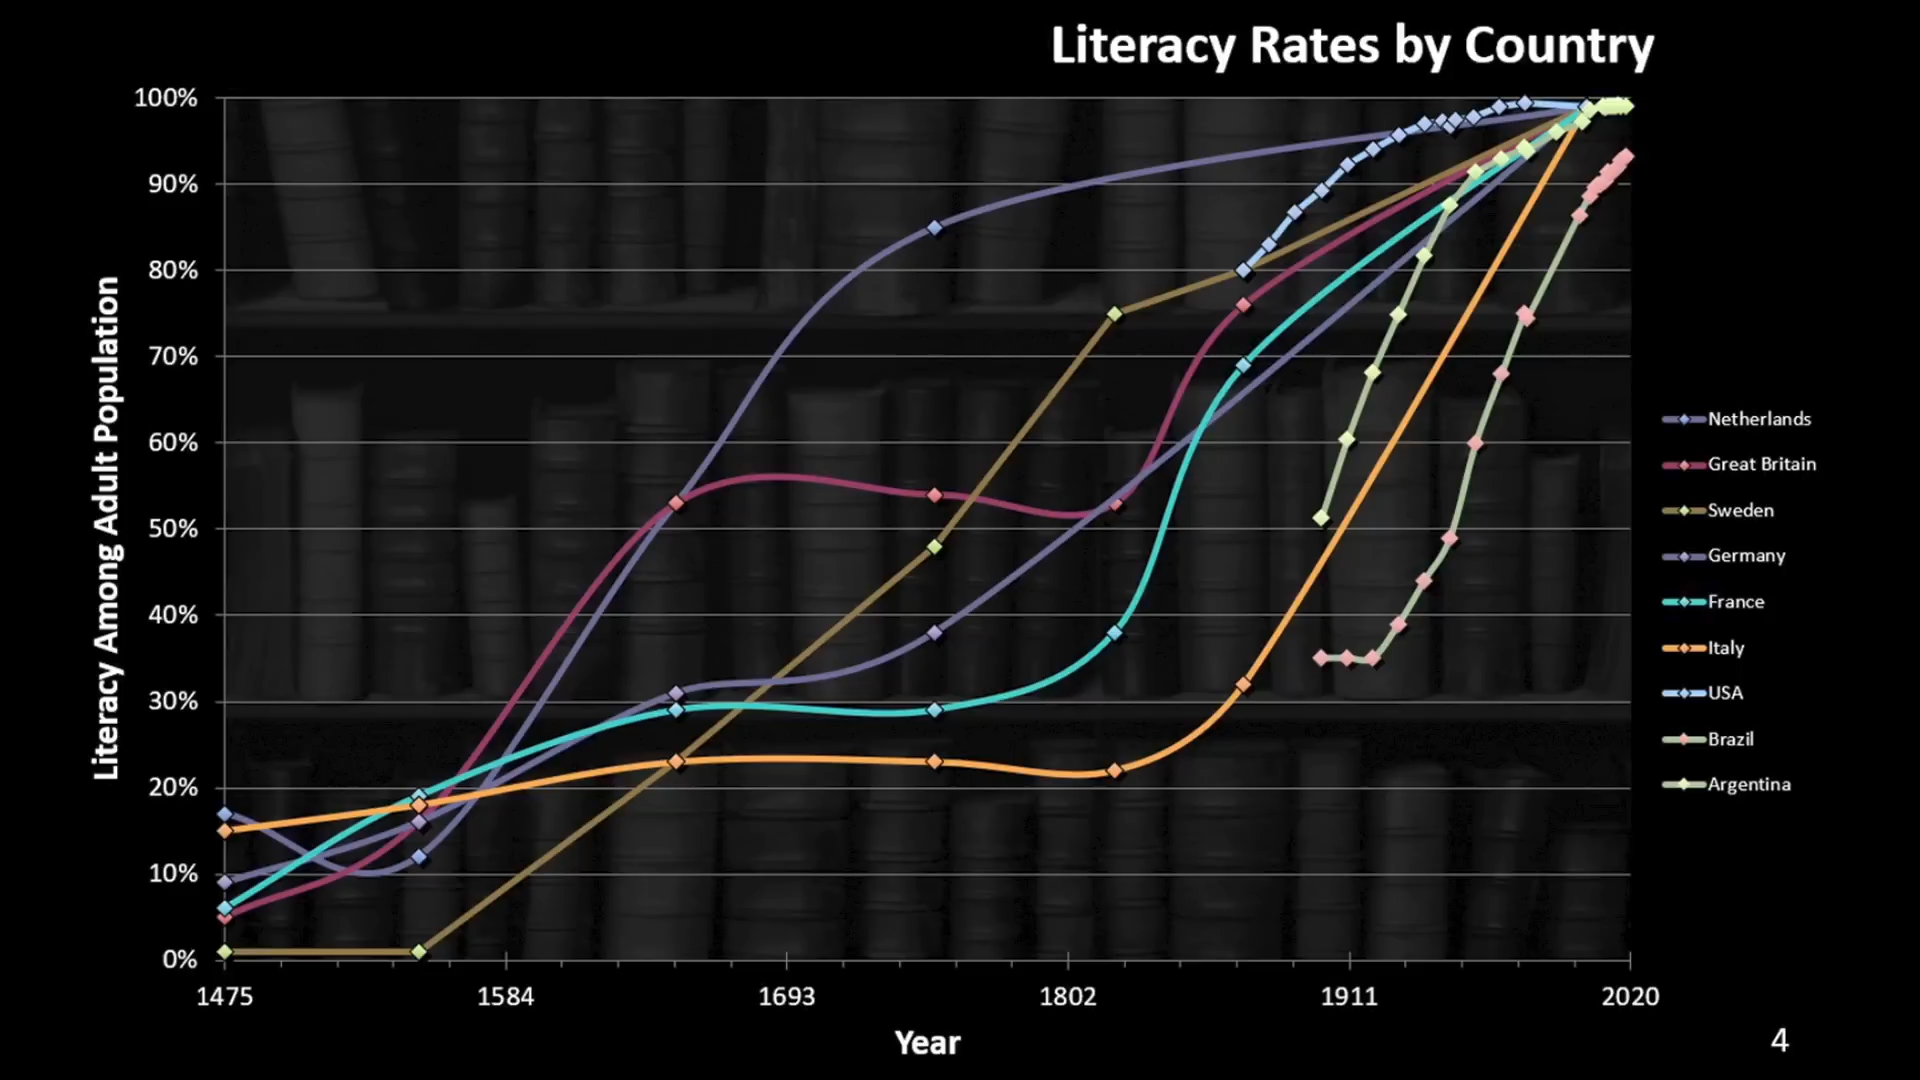 Literacy Rates by Country
100%
90%
80%
70%
60%
50%
40%
30%
20%
10%
0%
Literacy Among Adult Population
1475
1584
1693
1802
1911
2020
Year
Netherlands
Great Britain
Sweden
Germany
France
Italy
USA
Brazil
Argentina
4